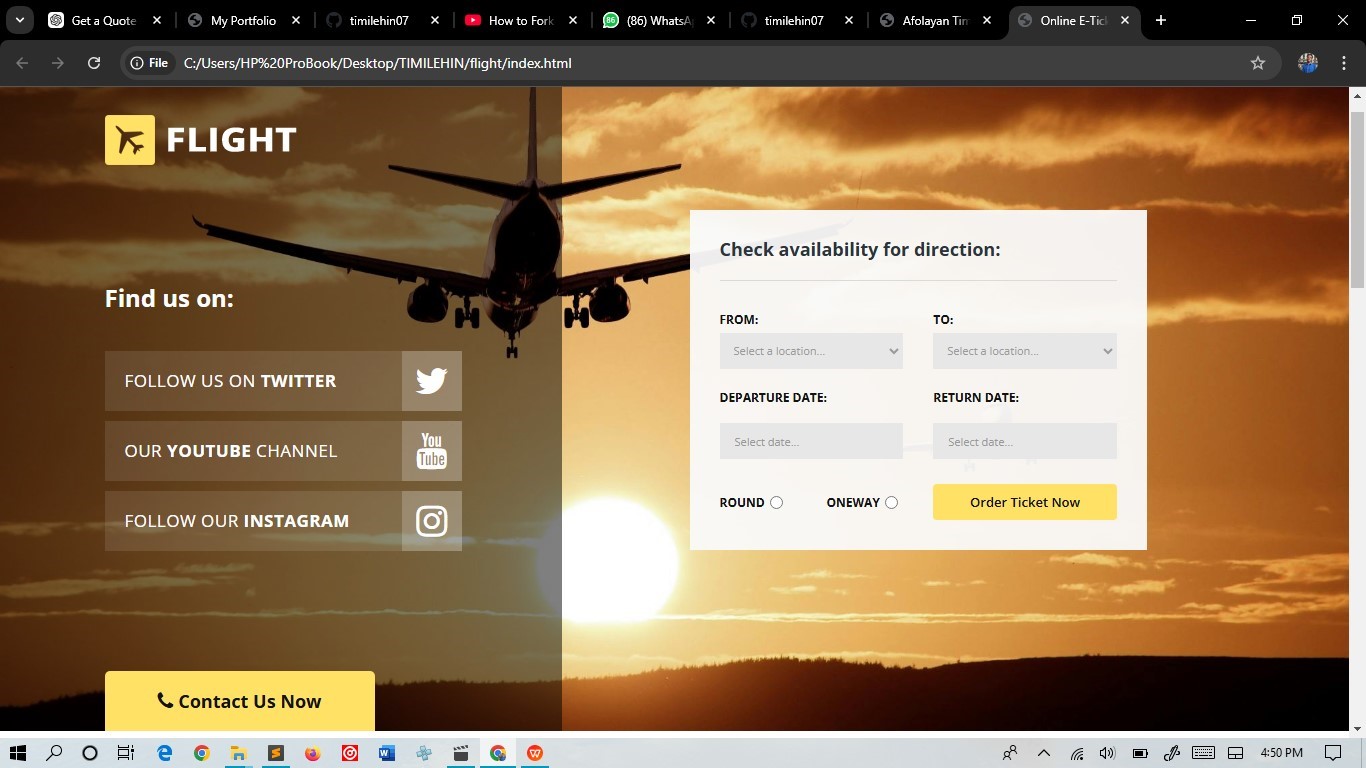 Get a Quote
My Portfolio
timilehin07
How to Fork
86
(86) WhatsA
timilehin07
Afolayan Tim
Online E-Tick
File
C:/Users/HP%20ProBook/Desktop/TIMILEHIN/flight/index.html
FLIGHT
Find us on:
FOLLOW US ON TWITTER
OUR YOUTUBE CHANNEL
You
Tube
FOLLOW OUR INSTAGRAM
Contact Us Now
Check availability for direction:
FROM:
TO:
Select a location...
Select a location...
DEPARTURE DATE:
RETURN DATE:
Select date...
Select date...
ROUND
ONEWAY
Order Ticket Now
4:50 PM